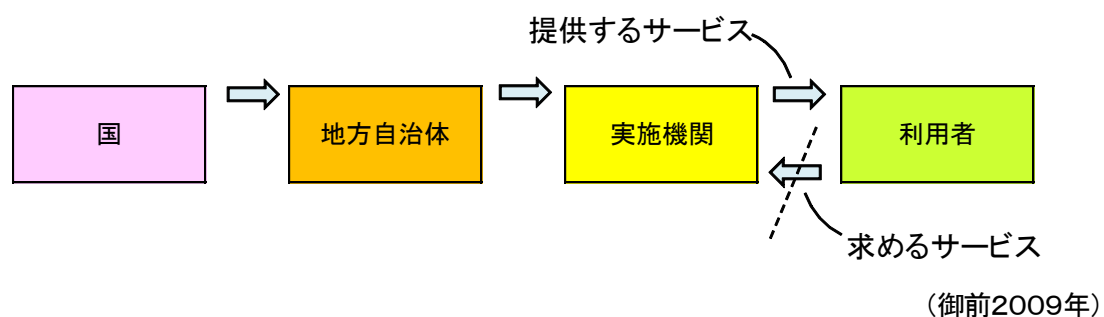 提供するサービス
国
地方自治体
実施機関
利用者
求めるサービス
（御前2009年）